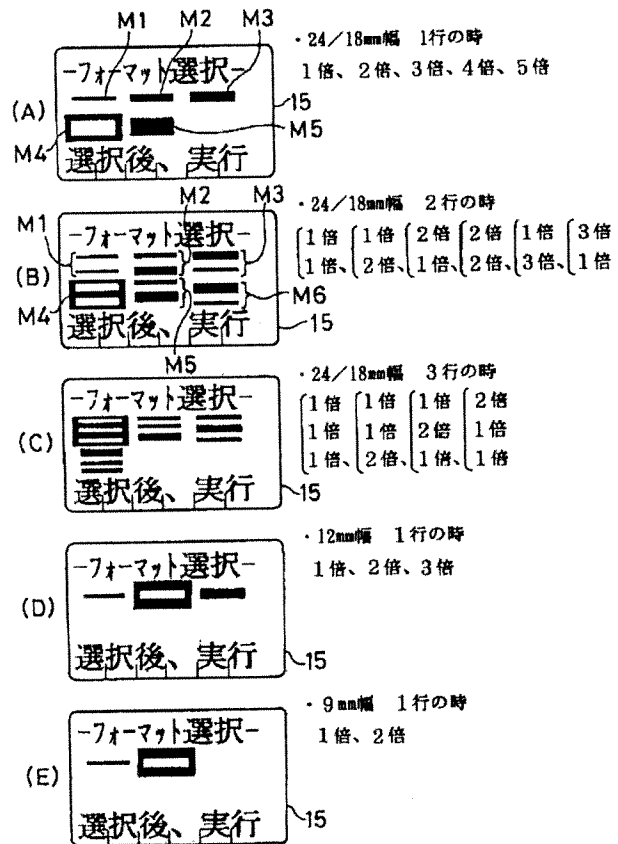 M1 M2 M3
(A)
-フォーマット選択-
15
M4
M5
選択後、実行
・24／18mm幅 1行の時
1倍、2倍、3倍、4倍、5倍
M1
M2
M3
(B)
-フォーマット選択-
M4
M6
選択後、実行
15
M5
・24／18mm幅 2行の時
1倍 1倍 2倍 2倍 1倍 3倍
1倍、2倍、1倍、2倍、3倍、1倍
(C)
-フォーマット選択-
選択後、実行
15
・24／18mm幅 3行の時
1倍 1倍 1倍 2倍
1倍 1倍 2倍 1倍
1倍、2倍、1倍、1倍
(D)
-フォーマット選択-
選択後、実行
15
・12mm幅 1行の時
1倍、2倍、3倍
(E)
-フォーマット選択-
選択後、実行
15
・9mm幅 1行の時
1倍、2倍